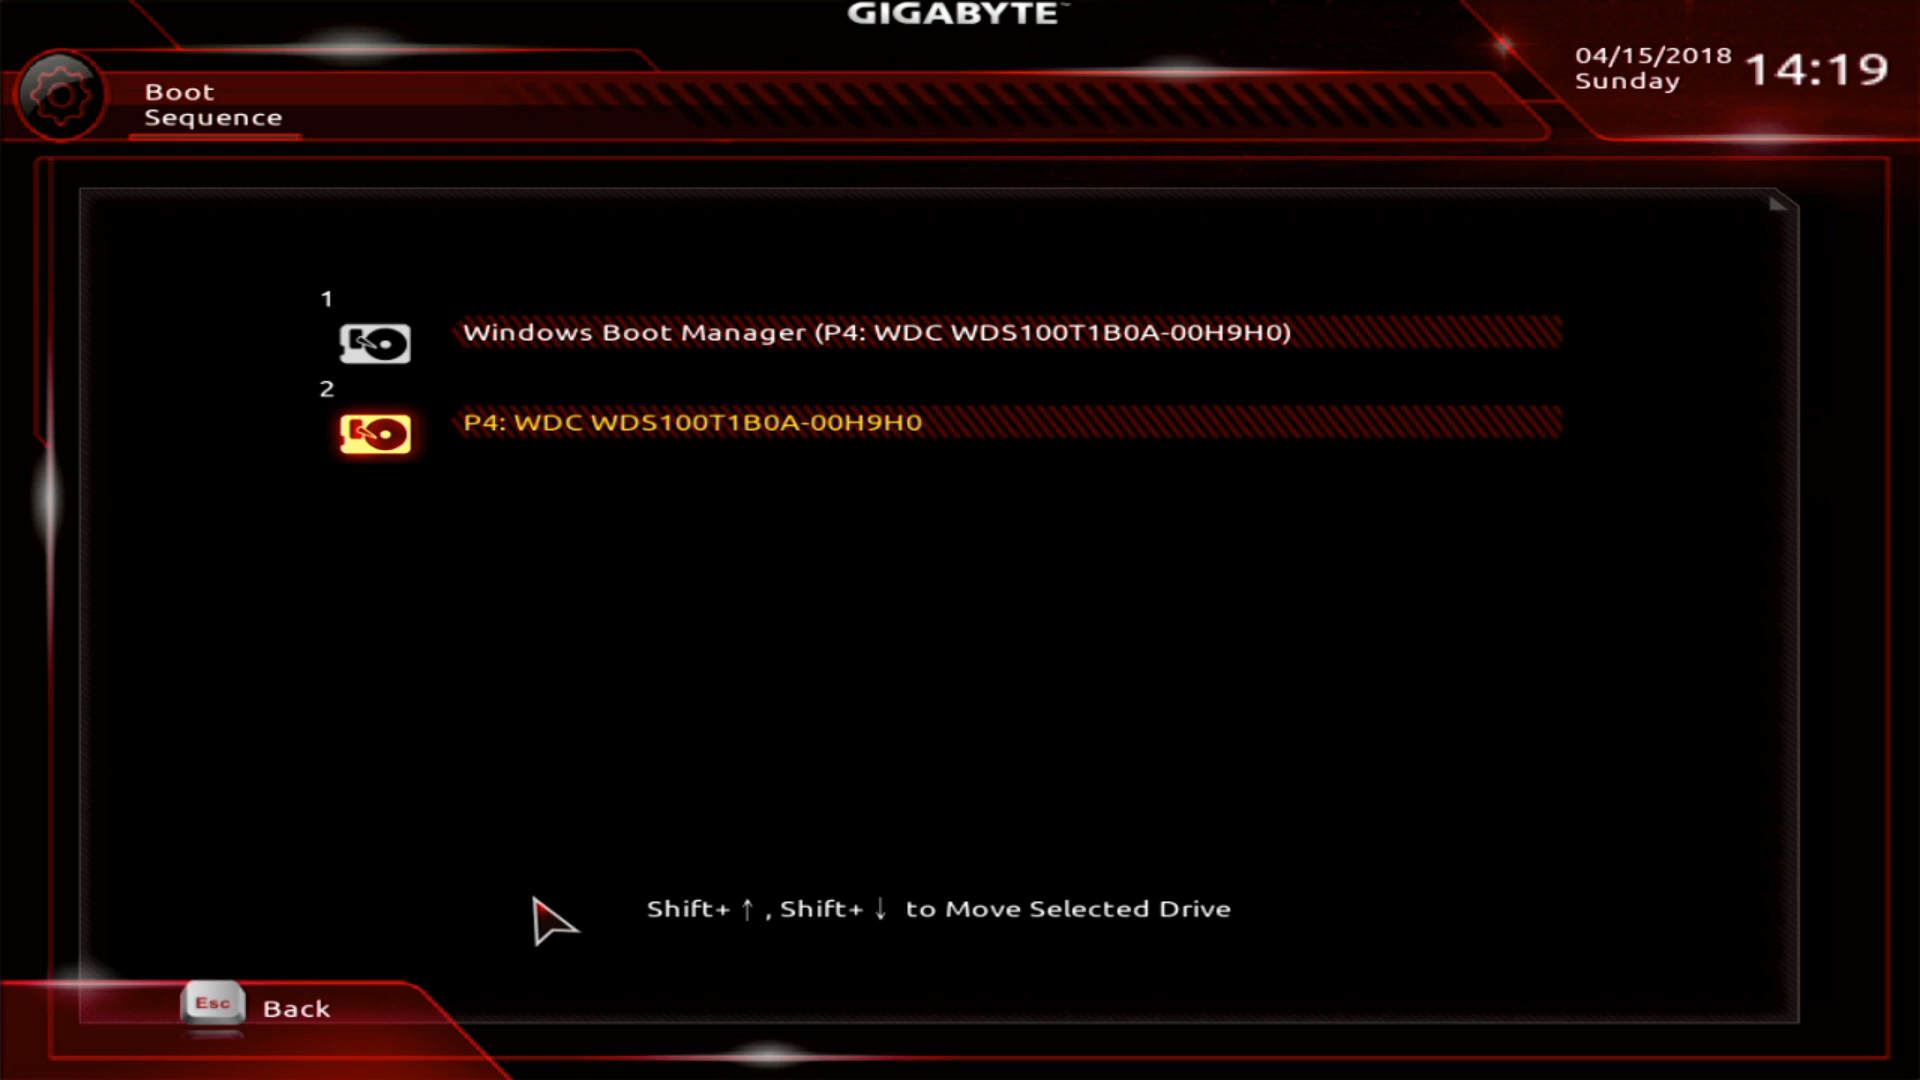 GIGABYTE™
04/15/2018
Sunday
14:19
Boot
Sequence
1
Windows Boot Manager (P4: WDC WDS100T1B0A-00H9H0)
2
P4: WDC WDS100T1B0A-00H9H0
Shift+ ↑ , Shift+ ↓ to Move Selected Drive
Esc Back